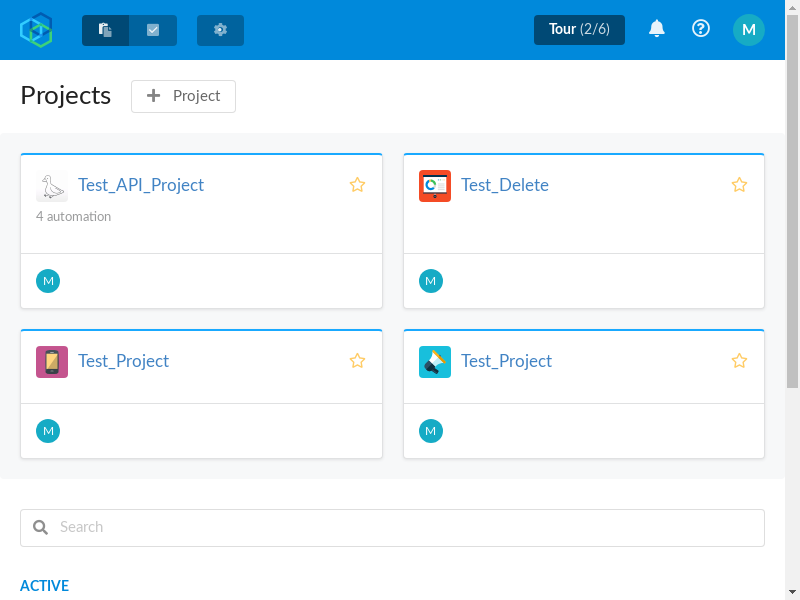 Tour (2/6)
M
Projects
Project
Test_API_Project
4 automation
M
Test_Delete
M
Test_Project
M
Test_Project
M
Search
ACTIVE